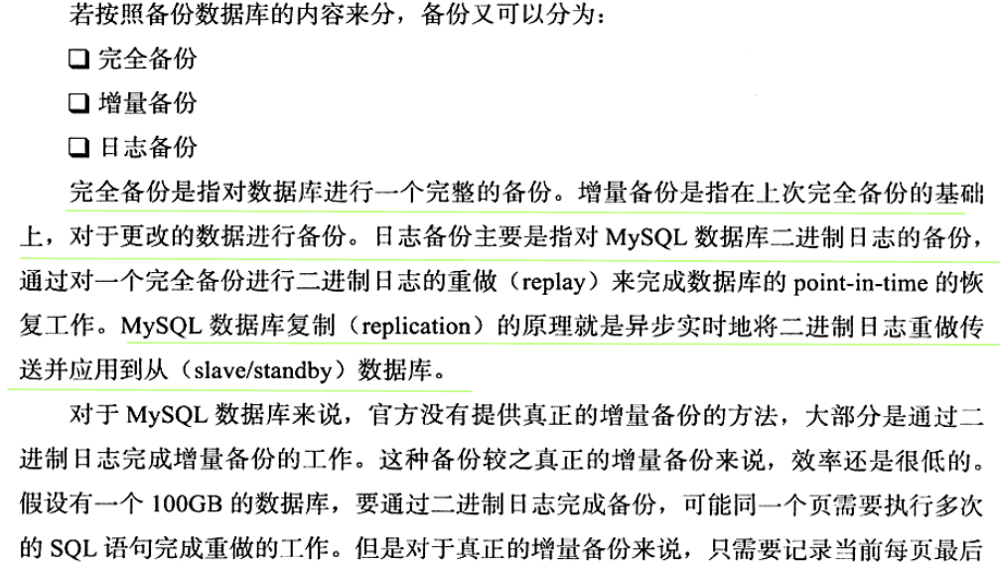 若按照备份数据库的内容来分，备份又可以分为：
❑ 完全备份
❑ 增量备份
❑ 日志备份
完全备份是指对数据库进行一个完整的备份。增量备份是指在上次完全备份的基础
上，对于更改的数据进行备份。日志备份主要是指对 MySQL 数据库二进制日志的备份，
通过对一个完全备份进行二进制日志的重做（replay）来完成数据库的 point-in-time 的恢
复工作。MySQL 数据库复制（replication）的原理就是异步实时地将二进制日志重做传
送并应用到从（slave/standby）数据库。
对于 MySQL 数据库来说，官方没有提供真正的增量备份的方法，大部分是通过二
进制日志完成增量备份的工作。这种备份较之真正的增量备份来说，效率还是很低的。
假设有一个 100GB 的数据库，要通过二进制日志完成备份，可能同一个页需要执行多次
的 SQL 语句完成重做的工作。但是对于真正的增量备份来说，只需要记录当前每页最后